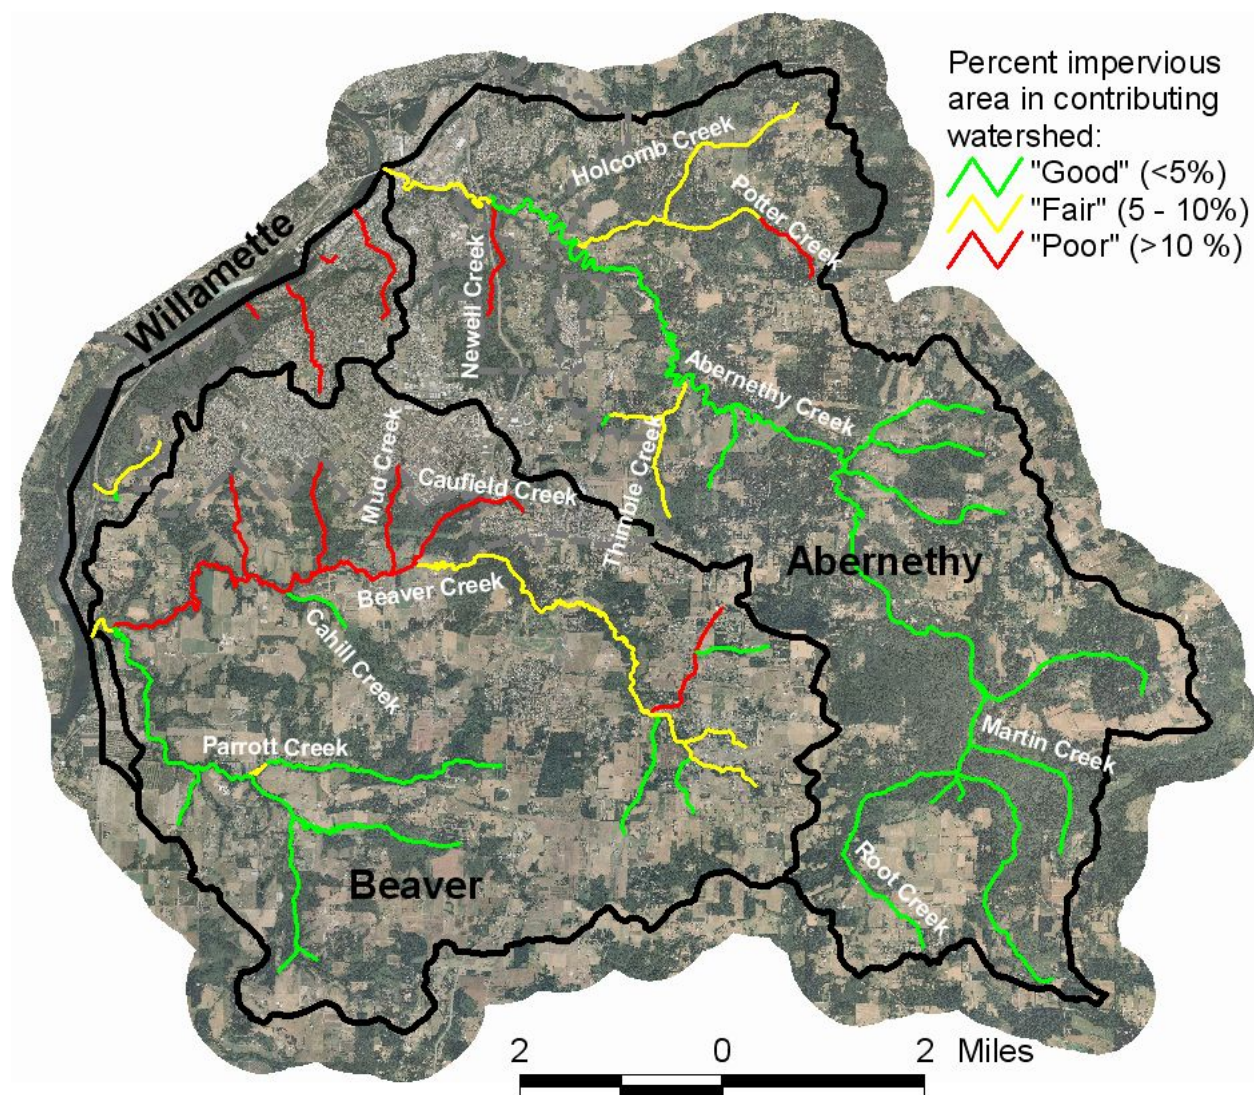 Percent impervious
area in contributing
watershed:
"Good" (<5%)
"Fair" (5 - 10%)
"Poor" (>10 %)
Holcomb Creek
Potter Creek
Willamette
Newell Creek
Abernethy Creek
Mud Creek
Caufield Creek
Thimble Creek
Abernethy
Beaver Creek
Cahill Creek
Parrott Creek
Martin Creek
Root Creek
Beaver
2 0 2 Miles